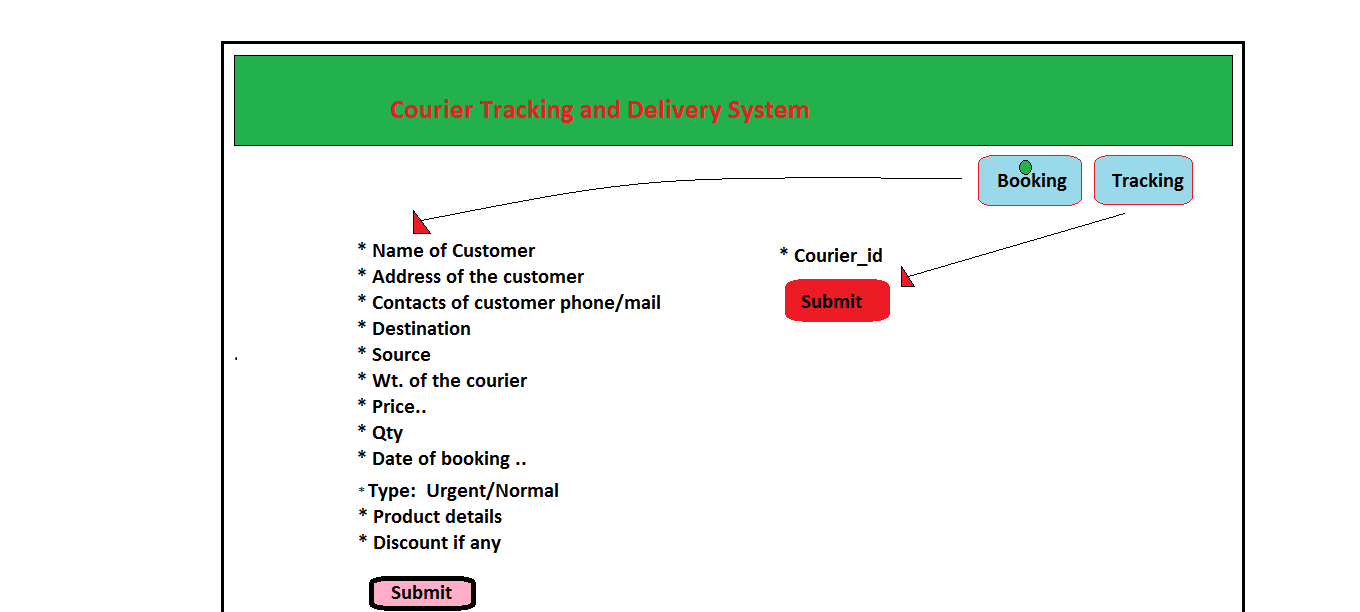 Courier Tracking and Delivery System
Booking
Tracking
* Name of Customer
* Address of the customer
* Contacts of customer phone/mail
* Destination
* Source
* Wt. of the courier
* Price..
* Qty
* Date of booking ..
* Type: Urgent/Normal
* Product details
* Discount if any
Submit
* Courier_id
Submit